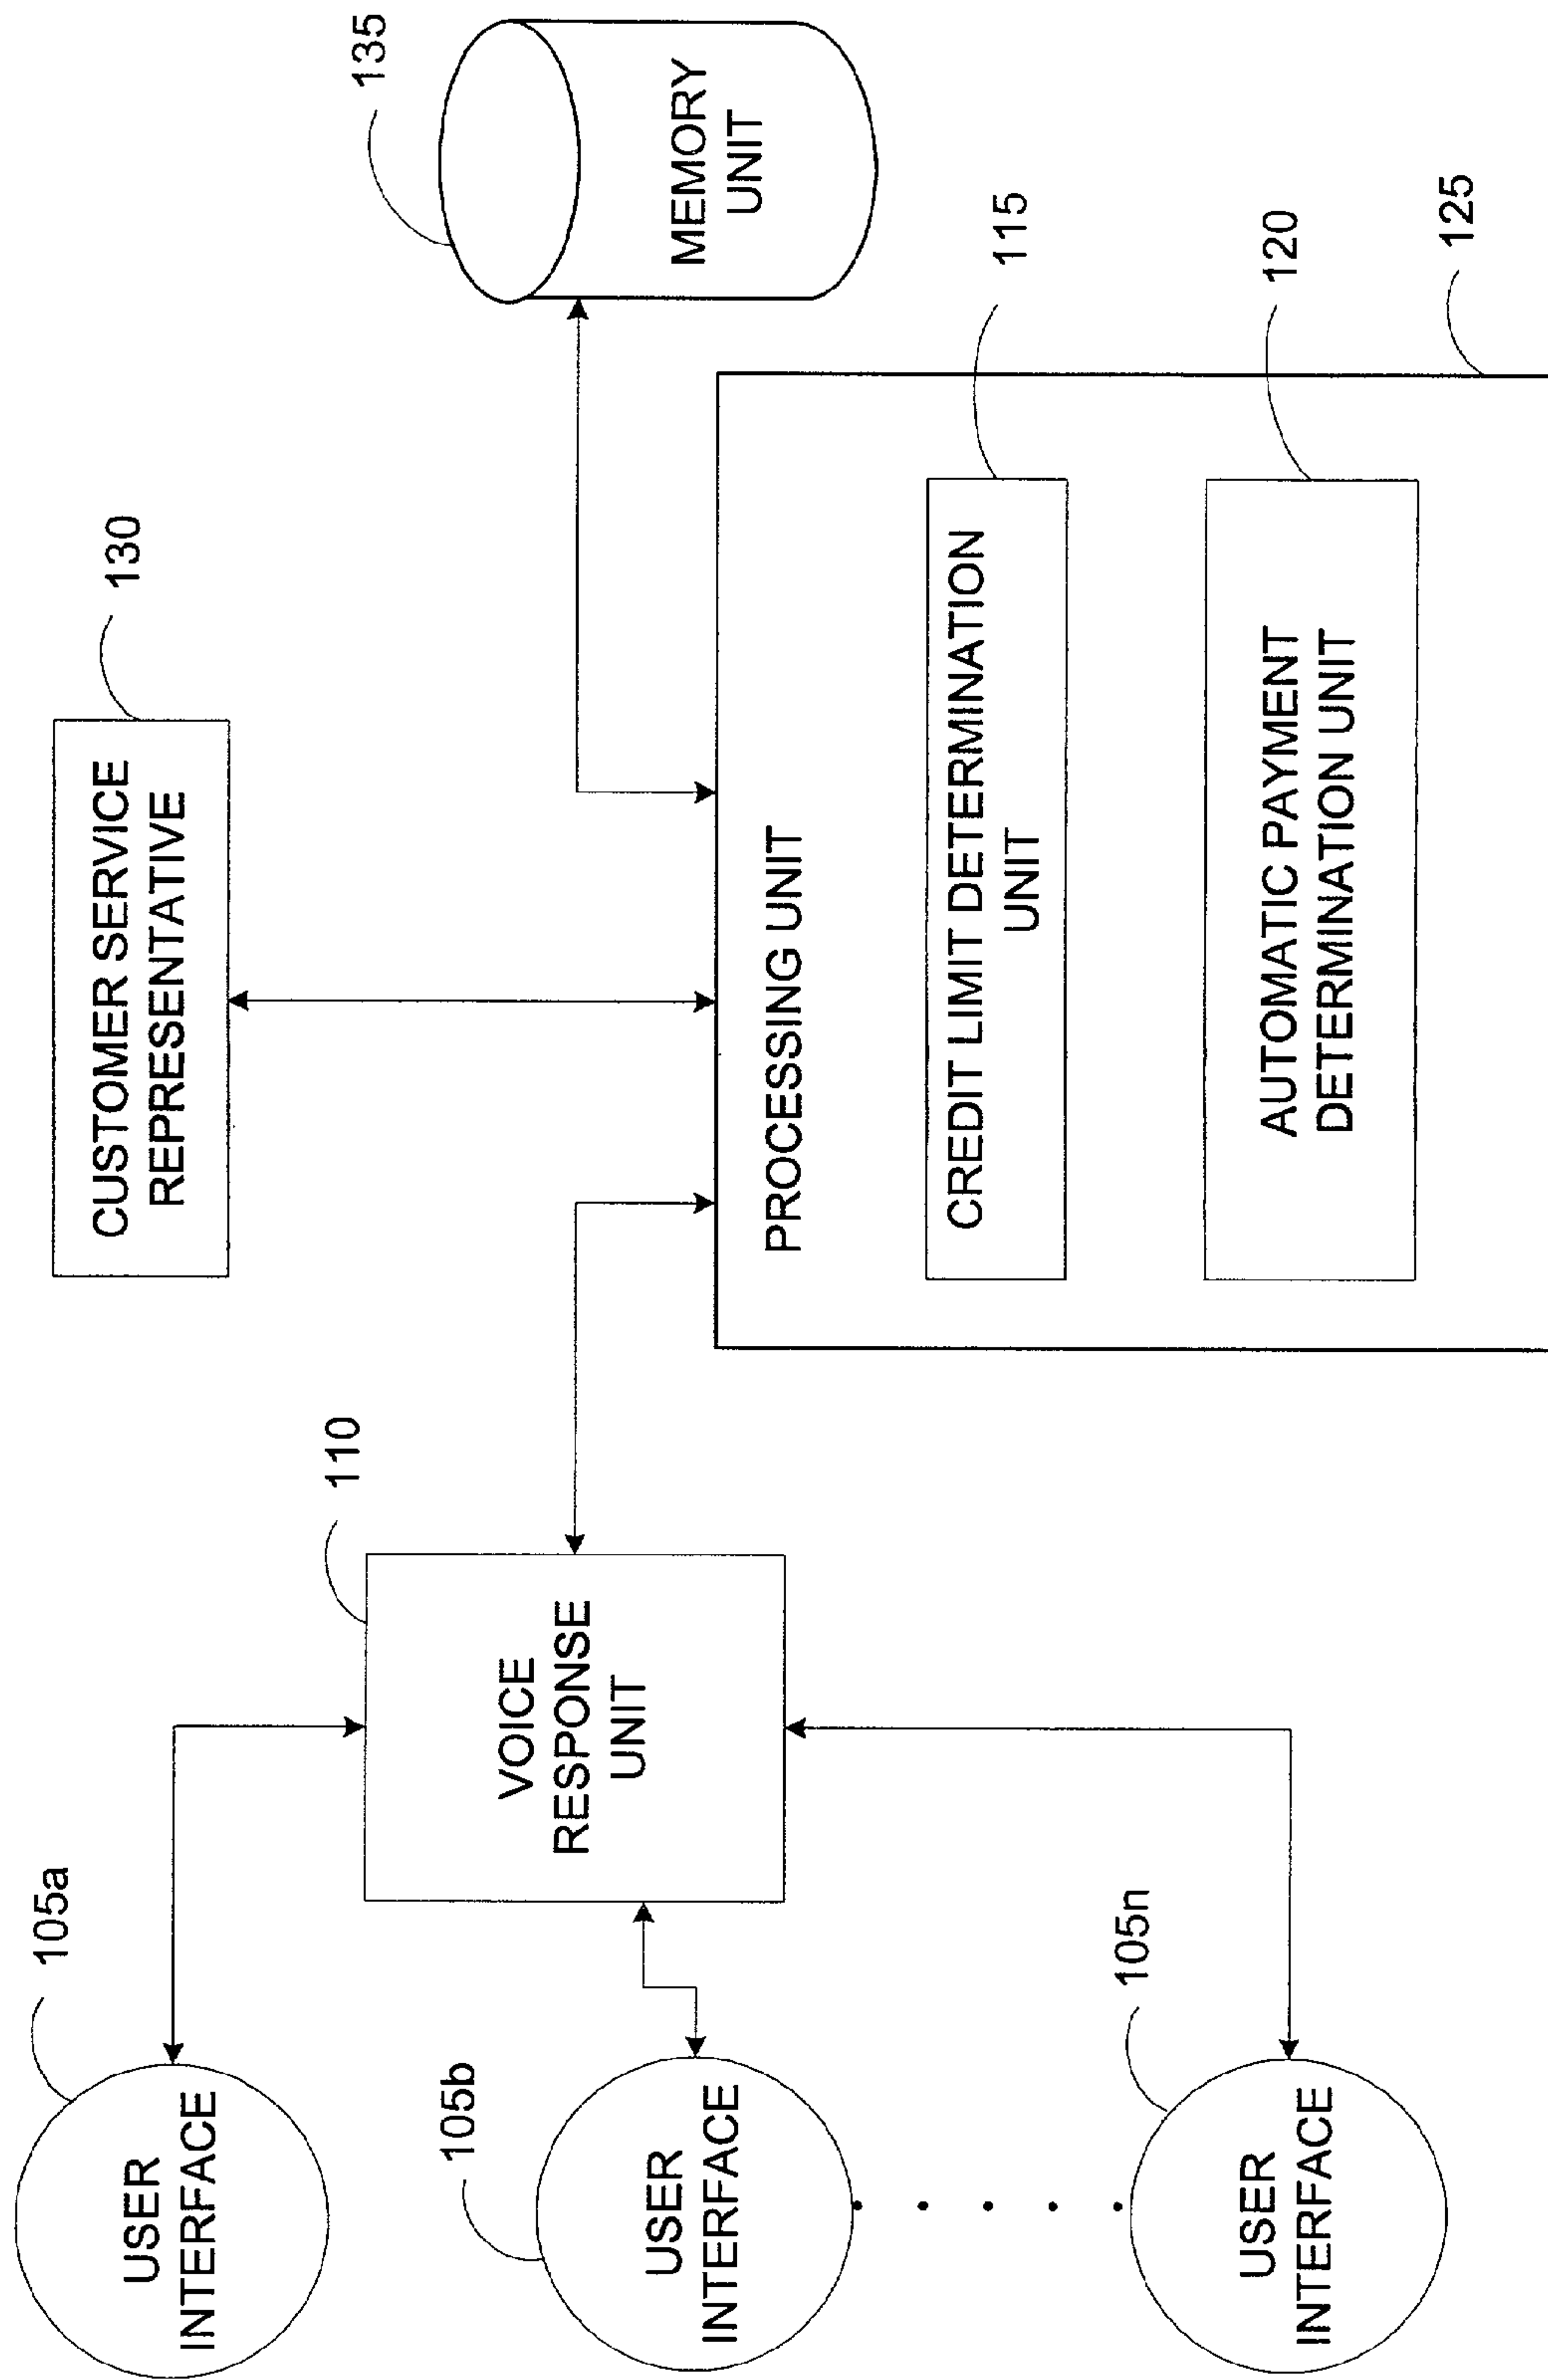 105a
USER
INTERFACE
105b
USER
INTERFACE
105n
USER
INTERFACE
110
VOICE
RESPONSE
UNIT
130
CUSTOMER SERVICE
REPRESENTATIVE
135
MEMORY
UNIT
PROCESSING UNIT
115
CREDIT LIMIT DETERMINATION
UNIT
120
AUTOMATIC PAYMENT
DETERMINATION UNIT
125